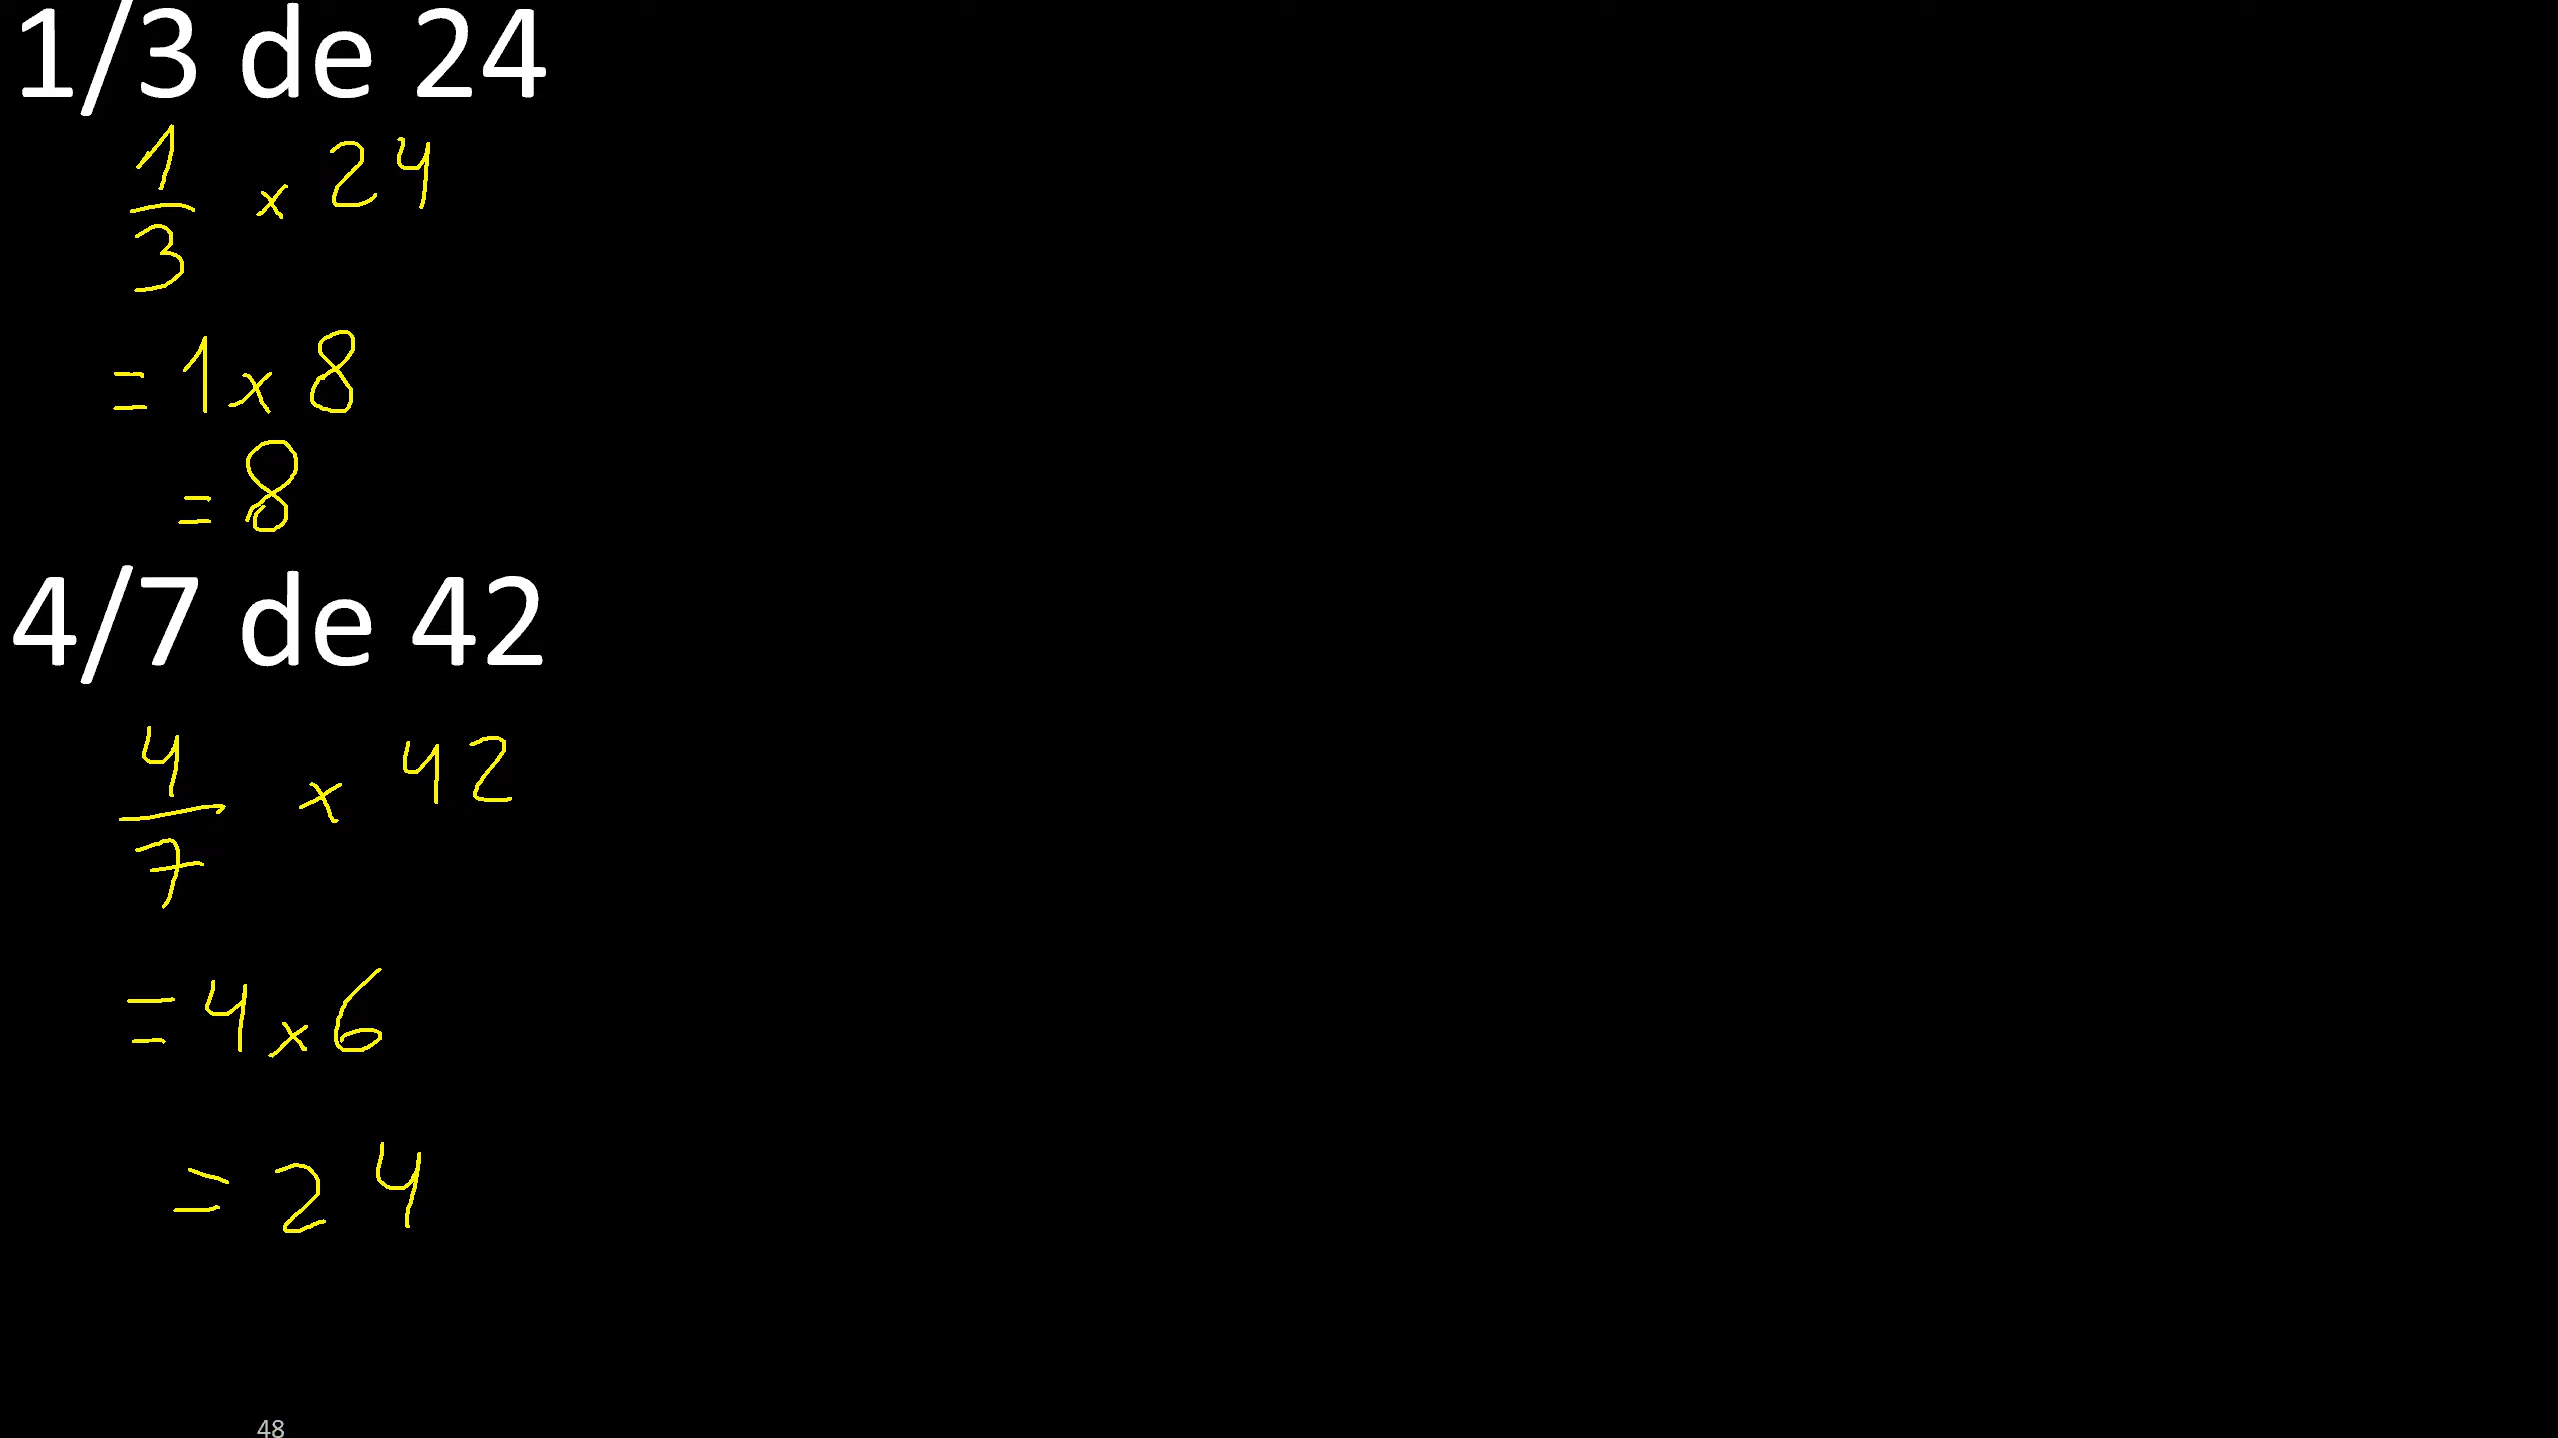 1/3 de 24
1/3 × 24
= 1 × 8
= 8
4/7 de 42
4/7 × 42
= 4 × 6
= 24
48